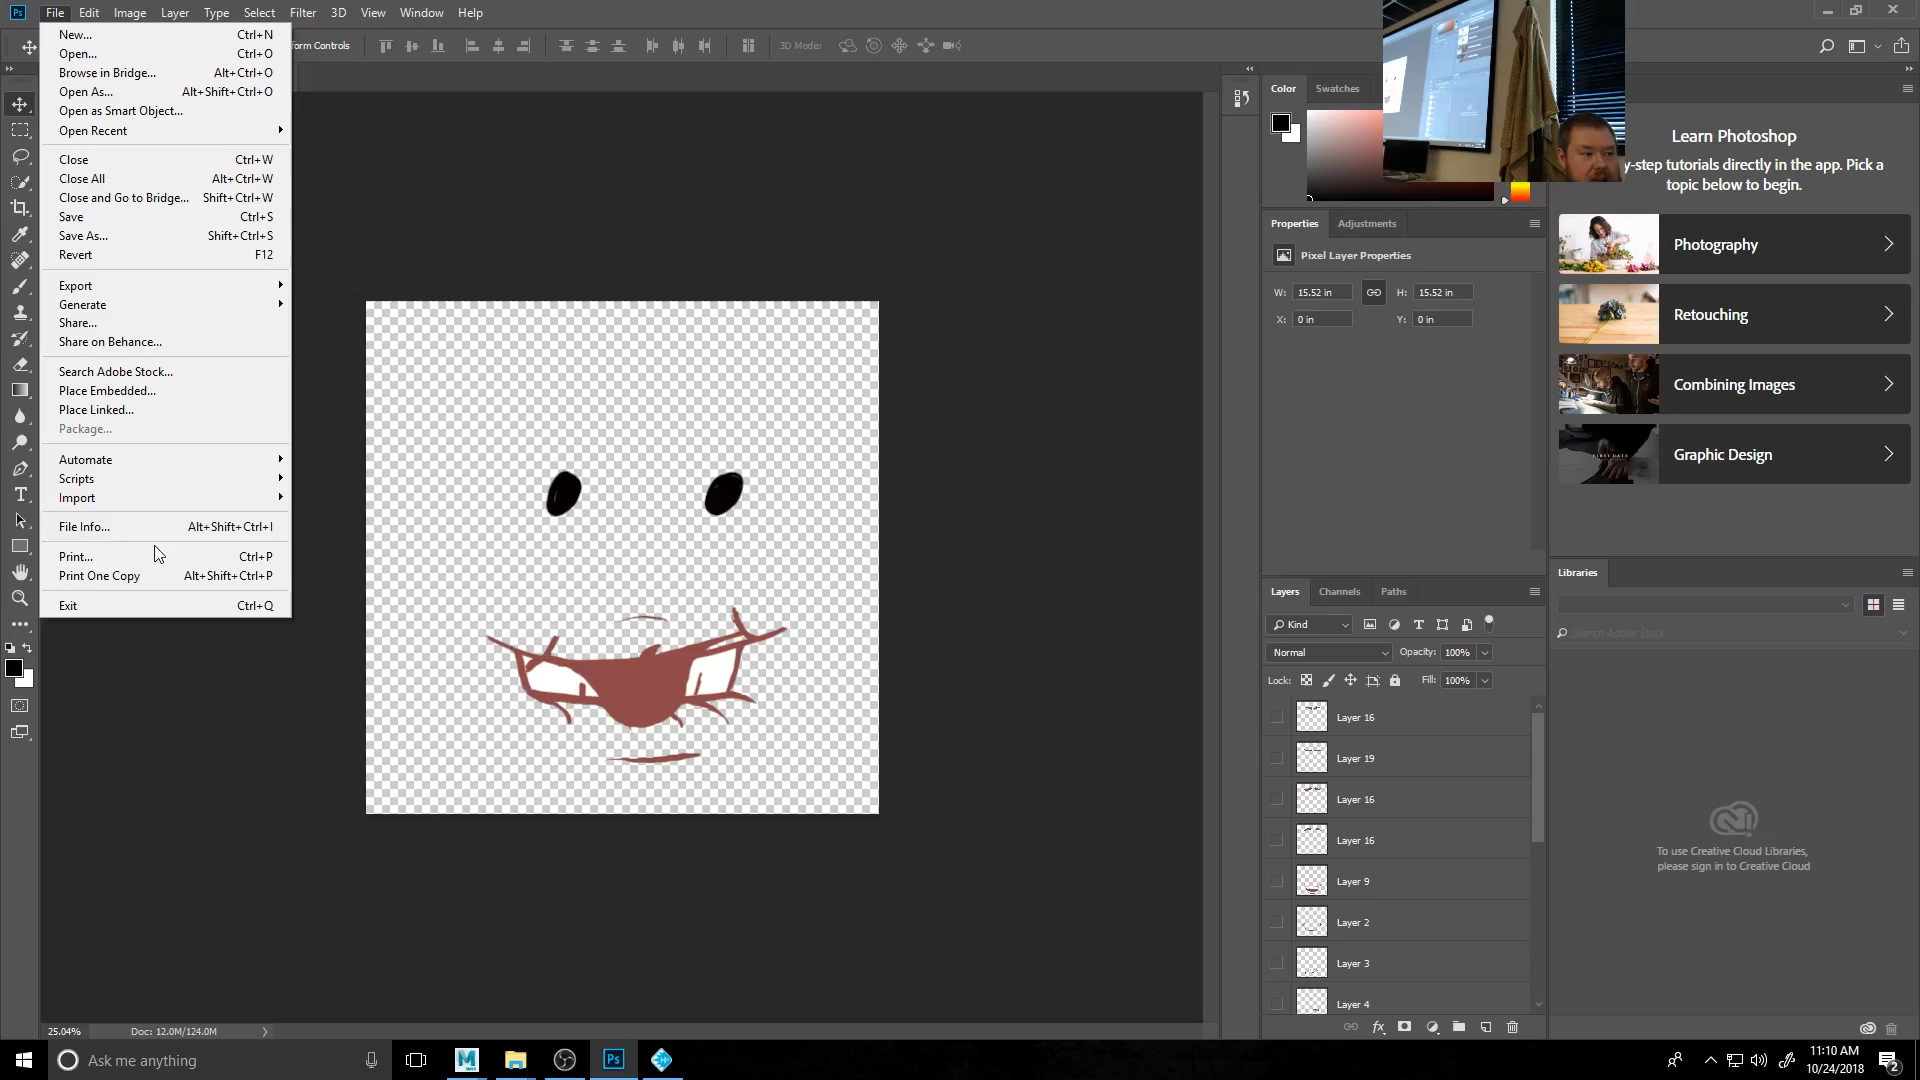 Ps File Edit Image Layer Type Select Filter 3D View Window Help
New... Ctrl+N
Open... Ctrl+O
Browse in Bridge... Alt+Ctrl+O
Open As... Alt+Shift+Ctrl+O
Open as Smart Object...
Open Recent
Close Ctrl+W
Close All Alt+Ctrl+W
Close and Go to Bridge... Shift+Ctrl+W
Save Ctrl+S
Save As... Shift+Ctrl+S
Revert F12
Export
Generate
Share...
Share on Behance...
Search Adobe Stock...
Place Embedded...
Place Linked...
Package...
Automate
Scripts
Import
File Info... Alt+Shift+Ctrl+I
Print... Ctrl+P
Print One Copy Alt+Shift+Ctrl+P
Exit Ctrl+Q
form Controls
3D Mode:
Color Swatches
Properties Adjustments
Pixel Layer Properties
W: 15.52 in H: 15.52 in
X: 0 in Y: 0 in
Layers Channels Paths
Kind
Normal Opacity: 100%
Lock: Fill: 100%
Layer 16
Layer 19
Layer 16
Layer 16
Layer 9
Layer 2
Layer 3
Layer 4
fx
Learn Photoshop
y-step tutorials directly in the app. Pick a
topic below to begin.
Photography
Retouching
Combining Images
Graphic Design
Libraries
Search Adobe Stock
To use Creative Cloud Libraries,
please sign in to Creative Cloud
25.04% Doc: 12.0M/124.0M
Ask me anything
Ps
11:10 AM
10/24/2018
2